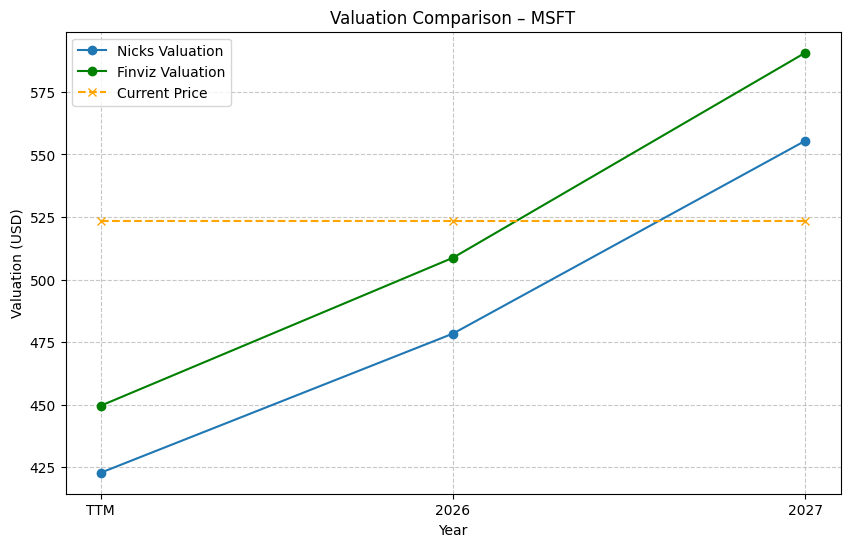 Valuation Comparison – MSFT
Nicks Valuation
Finviz Valuation
Current Price
Valuation (USD)
575
550
525
500
475
450
425
TTM
2026
2027
Year